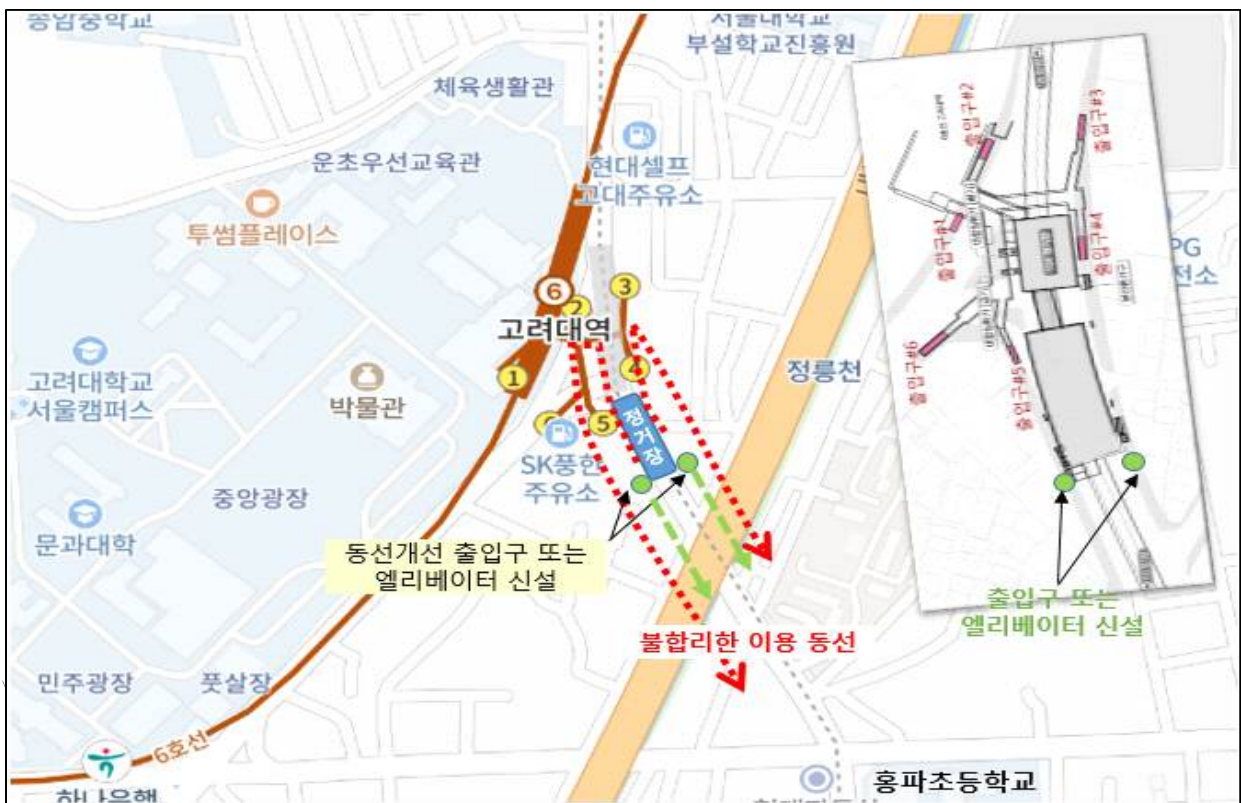 종암중학교
서울대학교
부설학교진흥원
체육생활관
운초우선교육관
현대셀프
고대주유소
투썸플레이스
6
2
3
고려대역
1
4
5
고려대학교
서울캠퍼스
박물관
정릉천
정거장
SK풍한
주유소
중앙광장
문과대학
동선개선 출입구 또는
엘리베이터 신설
불합리한 이용 동선
민주광장
풋살장
6호선
하나은행
홍파초등학교
출입구#2
출입구#3
출입구#1
출입구#4
출입구#6
출입구#5
PG
전소
출입구 또는
엘리베이터 신설